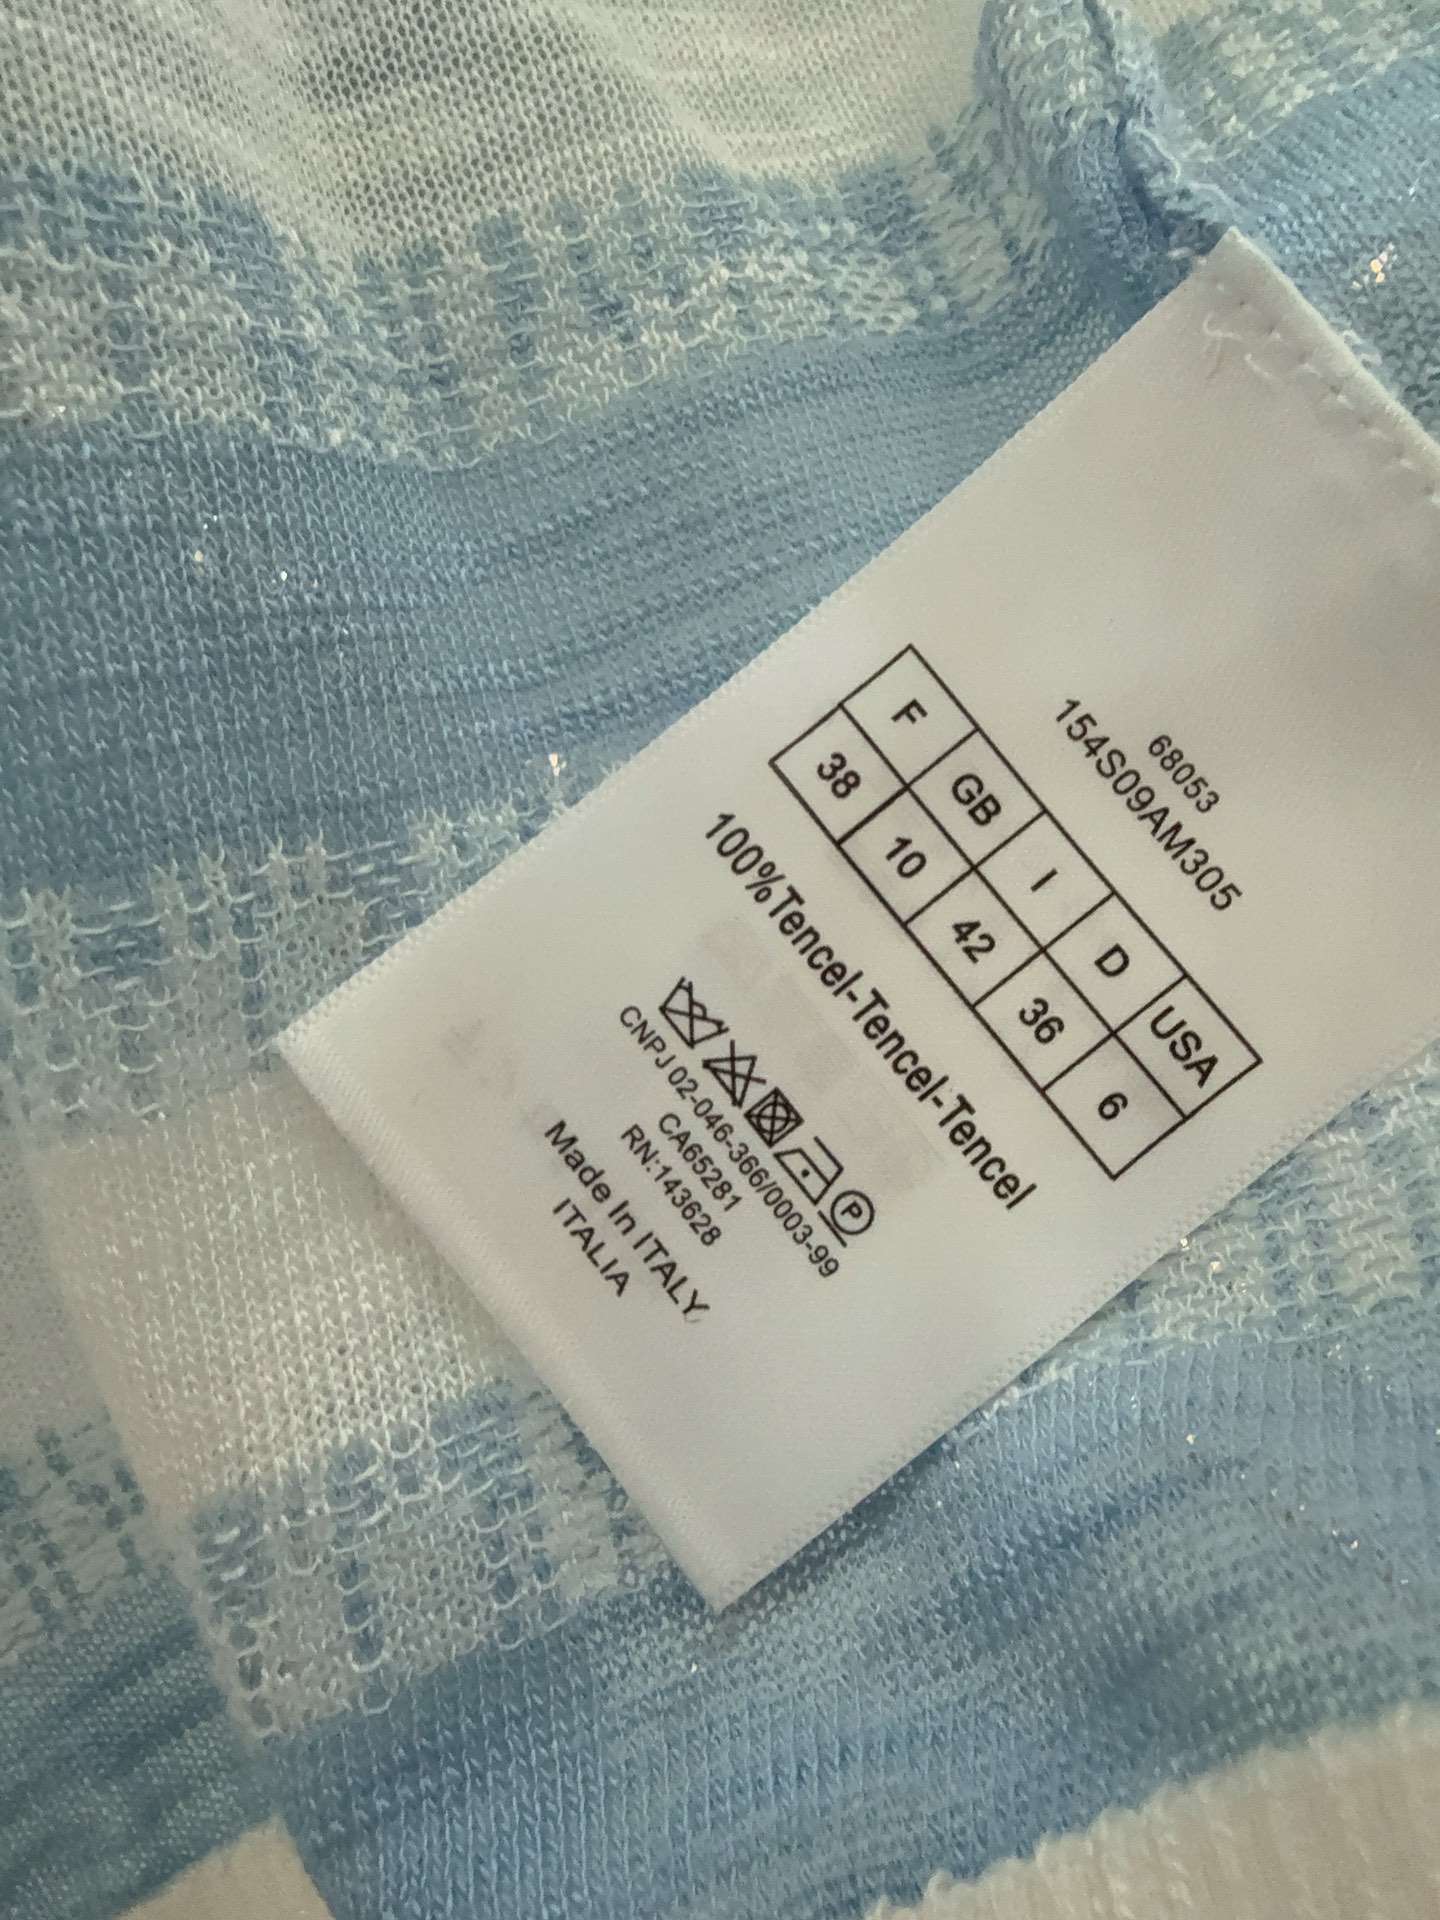 68053
154S09AM305
F GB I D USA
38 10 42 36 6
100%Tencel-Tencel-Tencel
P
CNPJ 02-046-366/0003-99
CA65281
RN:143628
Made In ITALY
ITALIA